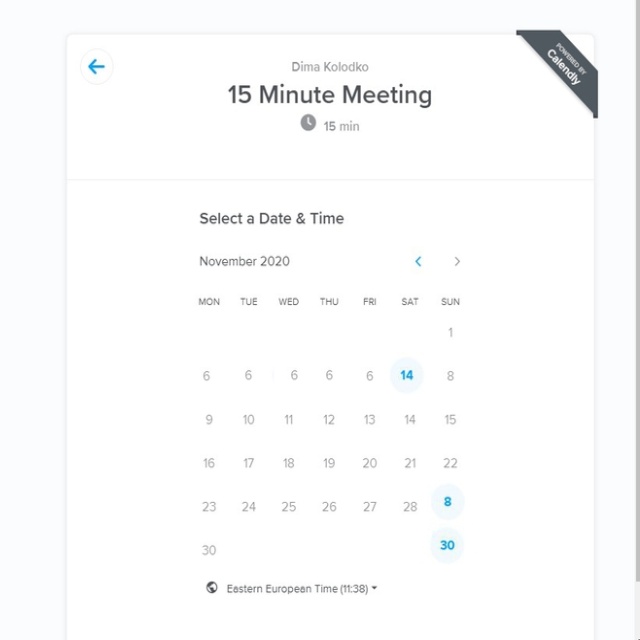 POWERED BY
Calendly
Dima Kolodko
15 Minute Meeting
15 min
Select a Date & Time
November 2020
MON TUE WED THU FRI SAT SUN
1
6 6 6 6 6 14 8
9 10 11 12 13 14 15
16 17 18 19 20 21 22
23 24 25 26 27 28 8
30 30
Eastern European Time (11:38)